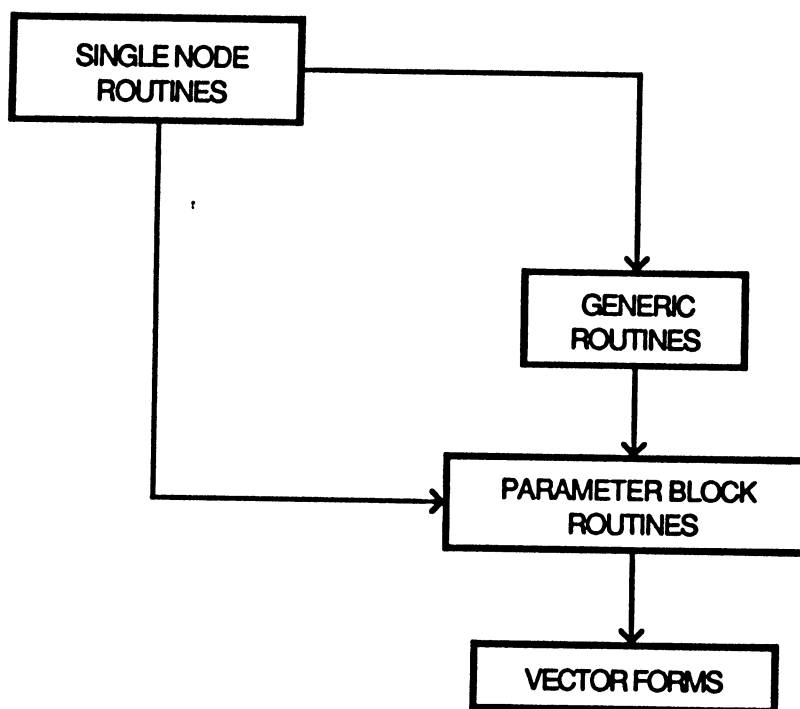 SINGLE NODE
ROUTINES
GENERIC
ROUTINES
PARAMETER BLOCK
ROUTINES
VECTOR FORMS